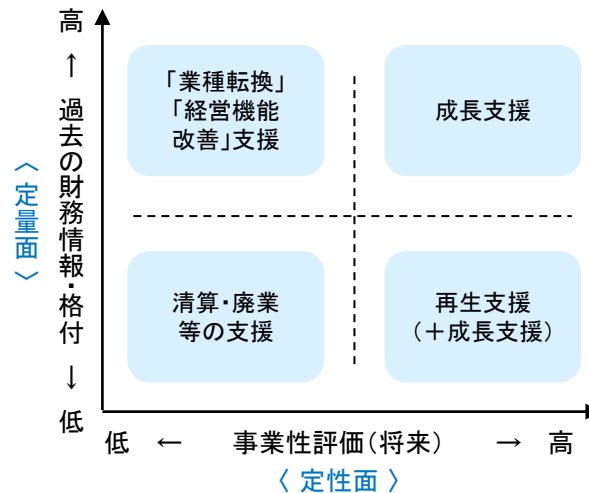 高
↑
過去の財務情報・格付
↓
低
〈定量面〉
「業種転換」
「経営機能
改善」支援
成長支援
清算・廃業
等の支援
再生支援
(＋成長支援)
低 ← 事業性評価(将来) → 高
〈 定性面 〉